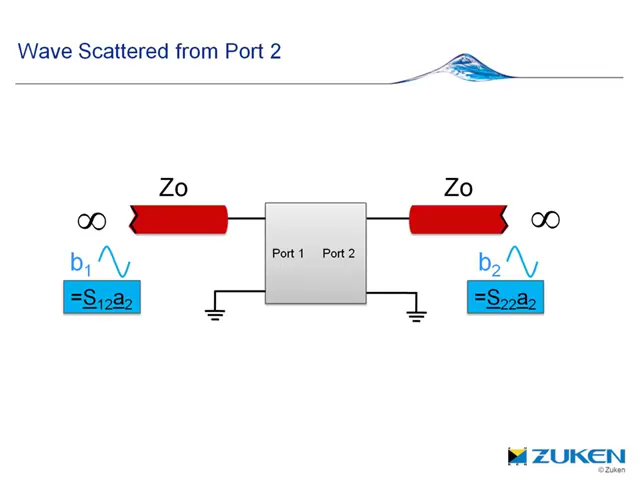 Wave Scattered from Port 2
Zo Zo
∞ ∞
Port 1 Port 2
b₁ b₂
=S₁₂a₂ =S₂₂a₂
ZUKEN
© Zuken